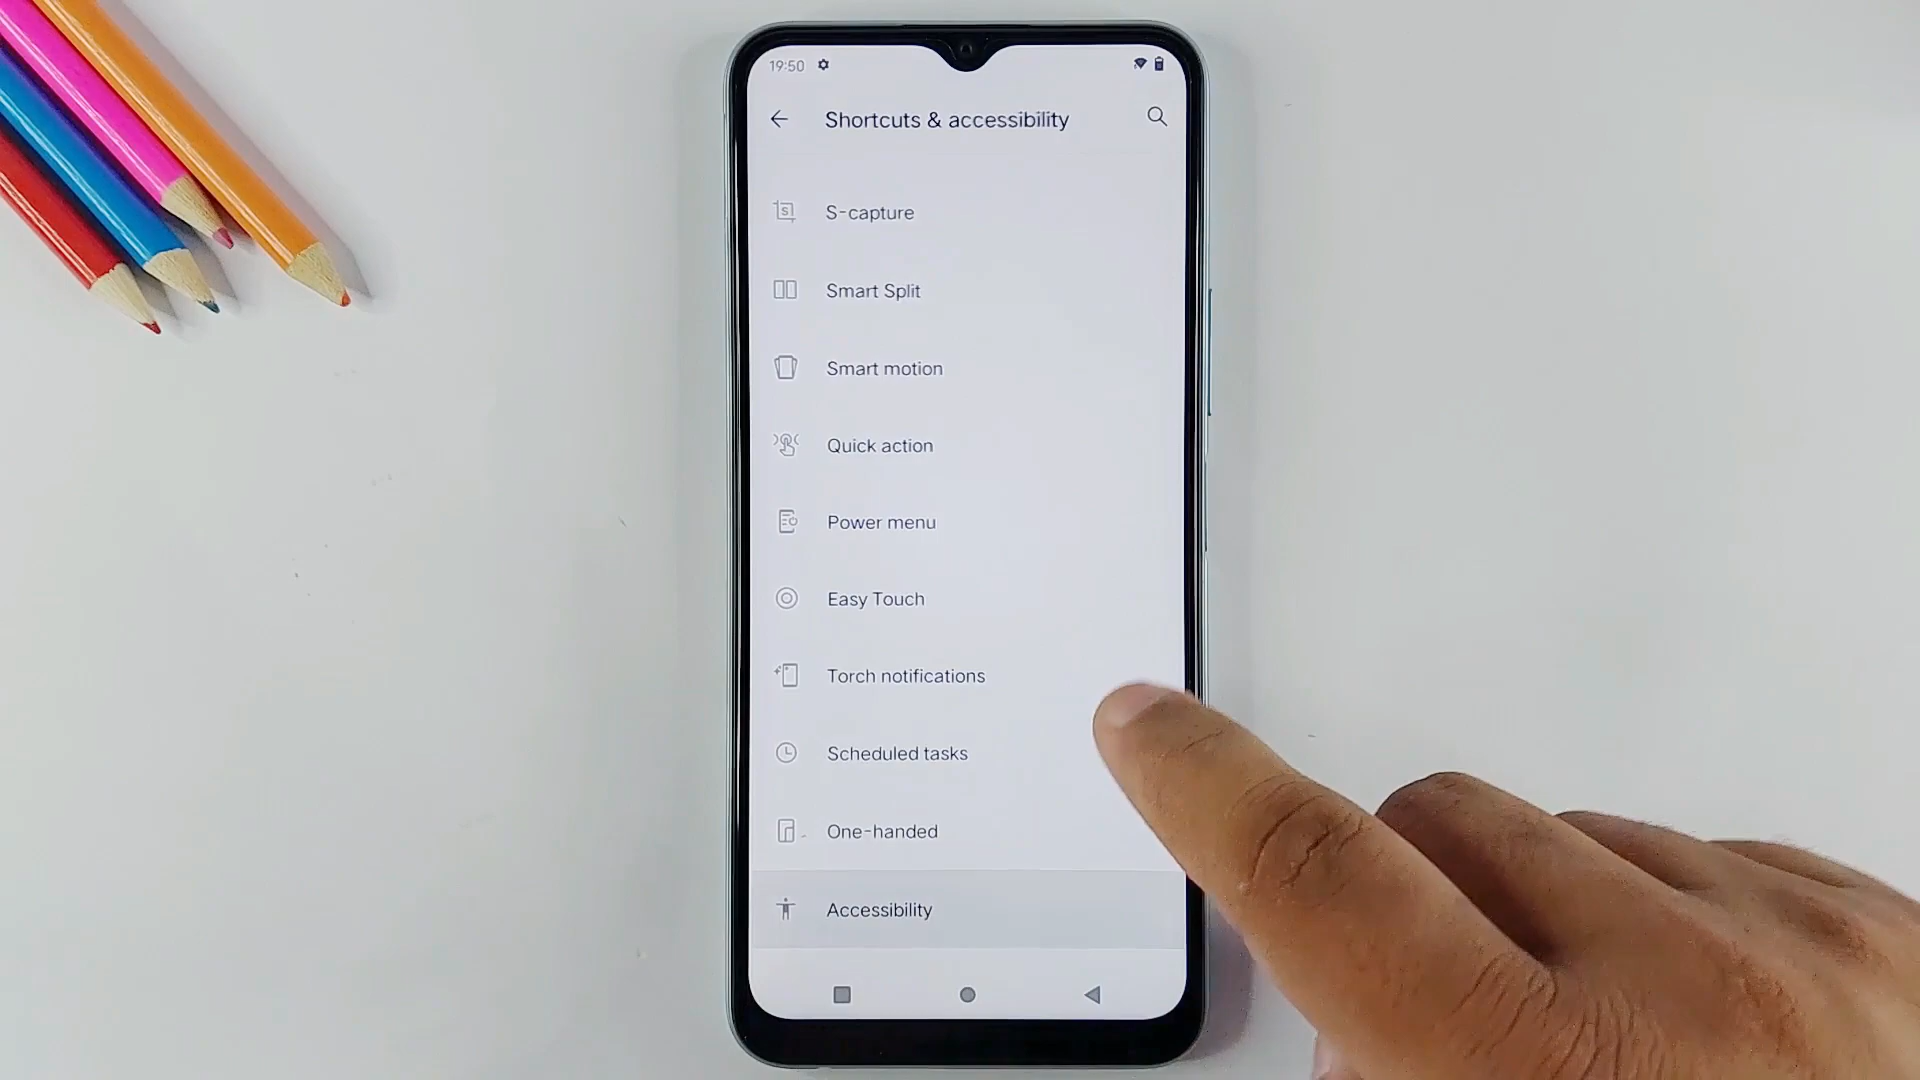 19:50
Shortcuts & accessibility
S-capture
Smart Split
Smart motion
Quick action
Power menu
Easy Touch
Torch notifications
Scheduled tasks
One-handed
Accessibility